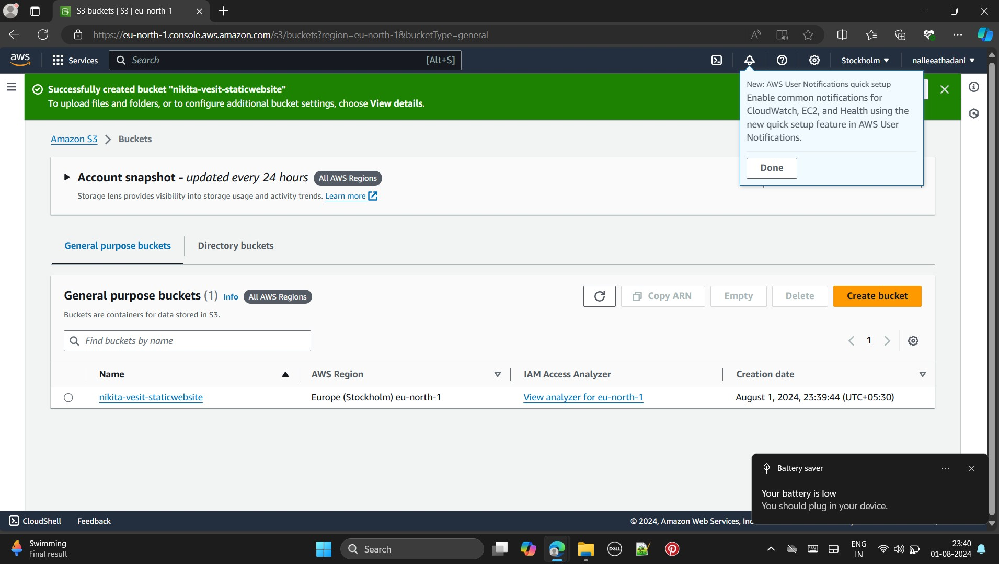 S3 buckets | S3 | eu-north-1
https://eu-north-1.console.aws.amazon.com/s3/buckets?region=eu-north-1&bucketType=general
aws
Services
Search
[Alt+S]
Stockholm
naileeathadani
Successfully created bucket "nikita-vesit-staticwebsite"
To upload files and folders, or to configure additional bucket settings, choose View details.
New: AWS User Notifications quick setup
Enable common notifications for
CloudWatch, EC2, and Health using the
new quick setup feature in AWS User
Notifications.
Done
Amazon S3
Buckets
Account snapshot - updated every 24 hours
All AWS Regions
Storage lens provides visibility into storage usage and activity trends. Learn more
General purpose buckets
Directory buckets
General purpose buckets (1) Info
All AWS Regions
Copy ARN
Empty
Delete
Create bucket
Buckets are containers for data stored in S3.
Find buckets by name
1
Name
AWS Region
IAM Access Analyzer
Creation date
nikita-vesit-staticwebsite
Europe (Stockholm) eu-north-1
View analyzer for eu-north-1
August 1, 2024, 23:39:44 (UTC+05:30)
Battery saver
Your battery is low
You should plug in your device.
CloudShell
Feedback
© 2024, Amazon Web Services,
Swimming
Final result
Search
DELL
ENG
IN
23:40
01-08-2024